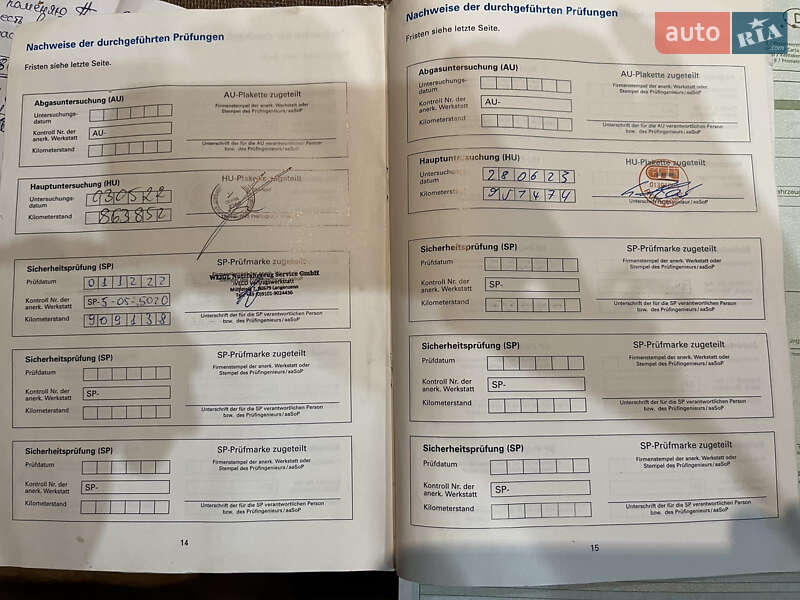 поменяно
Nachweise der durchgeführten Prüfungen
Fristen siehe letzte Seite.
Abgasuntersuchung (AU)
AU-Plakette zugeteilt
Untersuchungs-
datum
Firmenstempel der anerk. Werkstatt oder
Stempel des Prüfingenieurs/aaSoP
Kontroll Nr. der
anerk. Werkstatt
AU-
Kilometerstand
Unterschrift der für die AU verantwortlichen Person
bzw. des Prüfingenieurs/aaSoP
Hauptuntersuchung (HU)
HU-Plakette zugeteilt
Untersuchungs-
datum
030522
Kilometerstand
863852
Sicherheitsprüfung (SP)
SP-Prüfmarke zugeteilt
Prüfdatum
011222
WEIGL Nutzfahrzeug Service GmbH
IVECO Vertragswerkstatt
Kontroll Nr. der
anerk. Werkstatt
SP-5-05-5020
Kilometerstand
909138
Unterschrift der für die SP verantwortlichen Person
bzw. des Prüfingenieurs/aaSoP
Sicherheitsprüfung (SP)
SP-Prüfmarke zugeteilt
Prüfdatum
Firmenstempel der anerk. Werkstatt oder
Stempel des Prüfingenieurs/aaSoP
Kontroll Nr. der
anerk. Werkstatt
SP-
Kilometerstand
Unterschrift der für die SP verantwortlichen Person
bzw. des Prüfingenieurs/aaSoP
Sicherheitsprüfung (SP)
SP-Prüfmarke zugeteilt
Prüfdatum
Firmenstempel der anerk. Werkstatt oder
Stempel des Prüfingenieurs/aaSoP
Kontroll Nr. der
anerk. Werkstatt
SP-
Kilometerstand
Unterschrift der für die SP verantwortlichen Person
bzw. des Prüfingenieurs/aaSoP
14
Nachweise der durchgeführten Prüfungen
Fristen siehe letzte Seite.
Abgasuntersuchung (AU)
AU-Plakette zugeteilt
Untersuchungs-
datum
Firmenstempel der anerk. Werkstatt oder
Stempel des Prüfingenieurs/aaSoP
Kontroll Nr. der
anerk. Werkstatt
AU-
Kilometerstand
Unterschrift der für die AU verantwortlichen Person
bzw. des Prüfingenieurs/aaSoP
Hauptuntersuchung (HU)
HU-Plakette zugeteilt
Untersuchungs-
datum
280623
Kilometerstand
957474
Unterschrift Prüfingenieur/aaSoP
Sicherheitsprüfung (SP)
SP-Prüfmarke zugeteilt
Prüfdatum
Firmenstempel der anerk. Werkstatt oder
Stempel des Prüfingenieurs/aaSoP
Kontroll Nr. der
anerk. Werkstatt
SP-
Kilometerstand
Unterschrift der für die SP verantwortlichen Person
bzw. des Prüfingenieurs/aaSoP
Sicherheitsprüfung (SP)
SP-Prüfmarke zugeteilt
Prüfdatum
Firmenstempel der anerk. Werkstatt oder
Stempel des Prüfingenieurs/aaSoP
Kontroll Nr. der
anerk. Werkstatt
SP-
Kilometerstand
Unterschrift der für die SP verantwortlichen Person
bzw. des Prüfingenieurs/aaSoP
Sicherheitsprüfung (SP)
SP-Prüfmarke zugeteilt
Prüfdatum
Firmenstempel der anerk. Werkstatt oder
Stempel des Prüfingenieurs/aaSoP
Kontroll Nr. der
anerk. Werkstatt
SP-
Kilometerstand
Unterschrift der für die SP verantwortlichen Person
bzw. des Prüfingenieurs/aaSoP
15
auto RIA.com